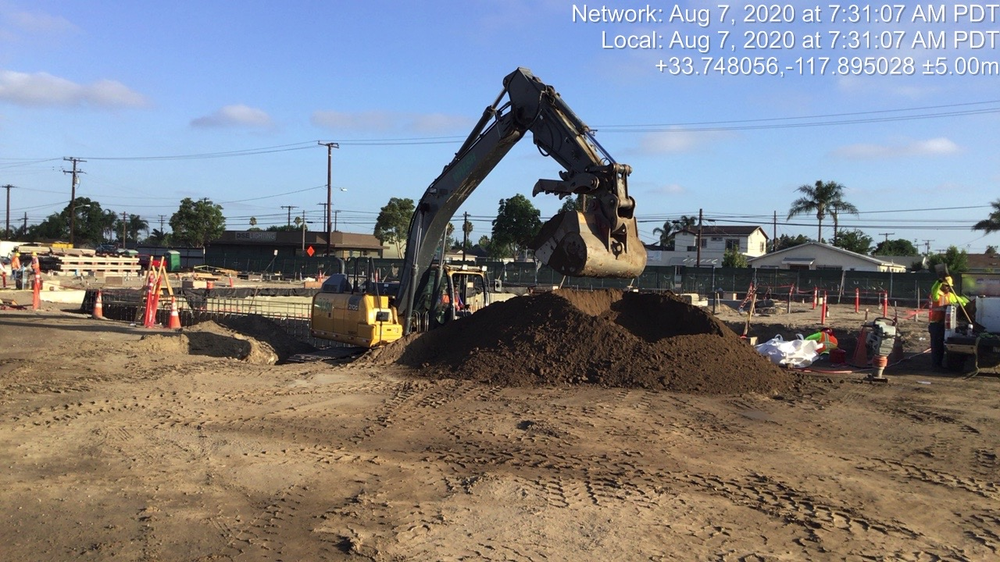 Network: Aug 7, 2020 at 7:31:07 AM PDT
Local: Aug 7, 2020 at 7:31:07 AM PDT
+33.748056,-117.895028 ±5.00m
LIGHTING